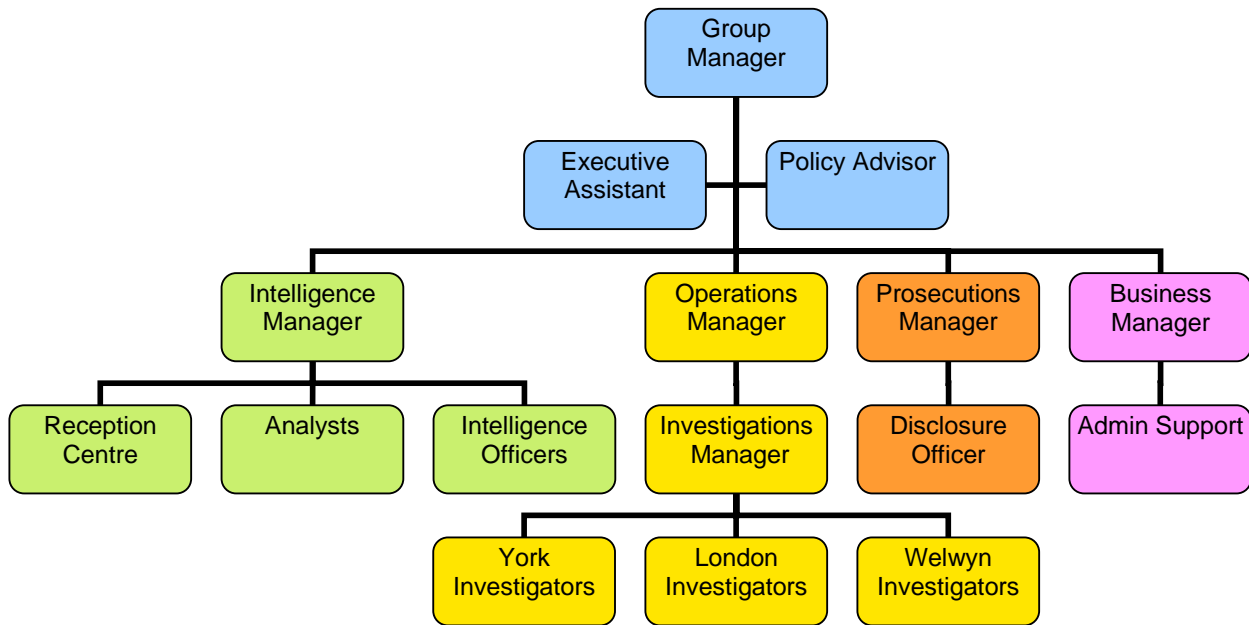 Group
Manager
Executive
Assistant
Policy Advisor
Intelligence
Manager
Operations
Manager
Prosecutions
Manager
Business
Manager
Reception
Centre
Analysts
Intelligence
Officers
Investigations
Manager
Disclosure
Officer
Admin Support
York
Investigators
London
Investigators
Welwyn
Investigators